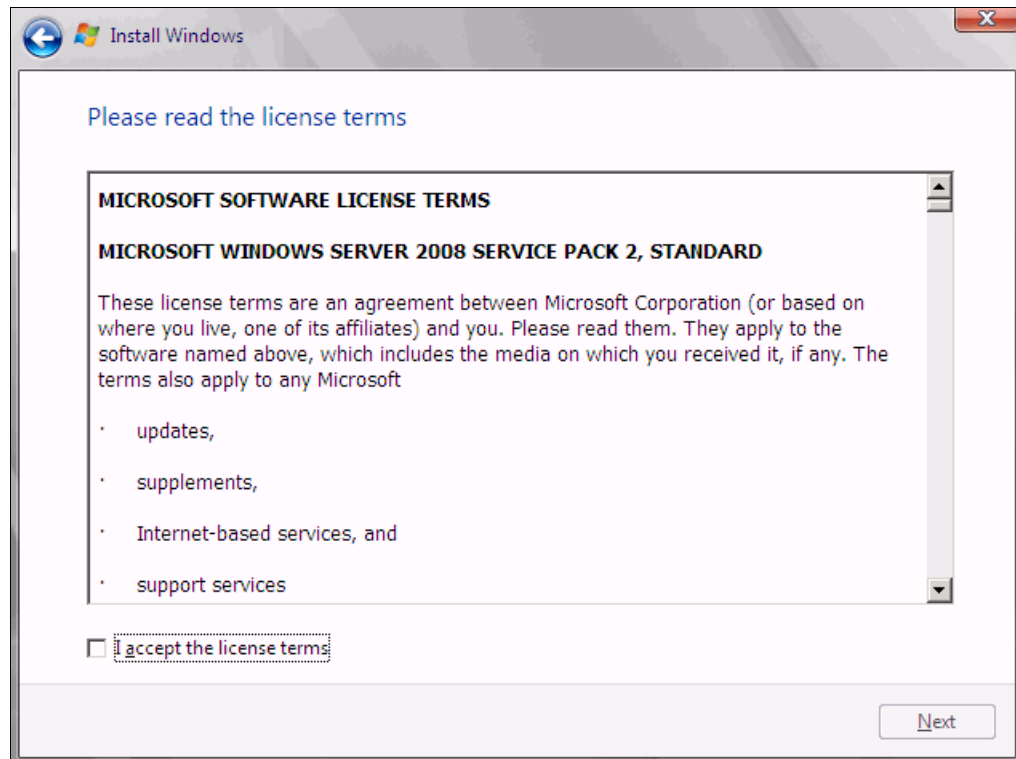 Install Windows
Please read the license terms
MICROSOFT SOFTWARE LICENSE TERMS
MICROSOFT WINDOWS SERVER 2008 SERVICE PACK 2, STANDARD
These license terms are an agreement between Microsoft Corporation (or based on
where you live, one of its affiliates) and you. Please read them. They apply to the
software named above, which includes the media on which you received it, if any. The
terms also apply to any Microsoft
· updates,
· supplements,
· Internet-based services, and
· support services
I accept the license terms
Next